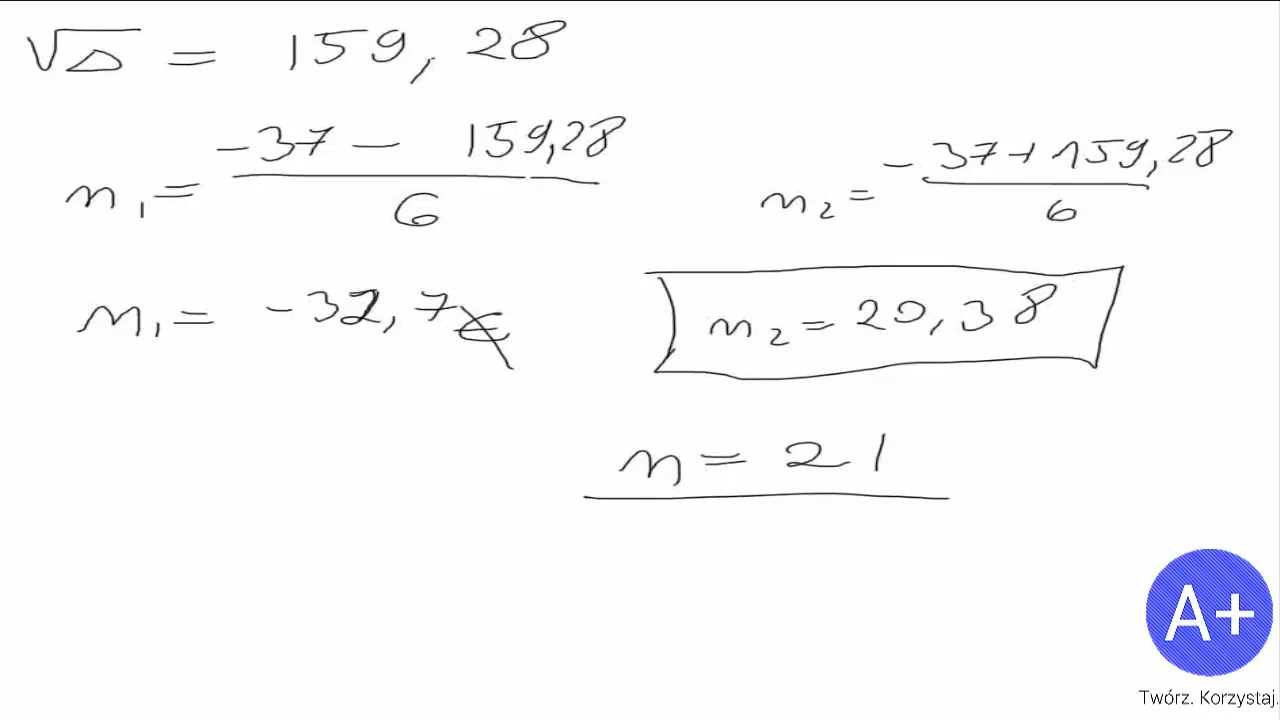 √Δ = 159,28
n₁ = (-37 - 159,28)/6
n₂ = (-37 + 159,28)/6
n₁ = -32,7
n₂ = 20,38
n = 21
A+
Twórz. Korzystaj.